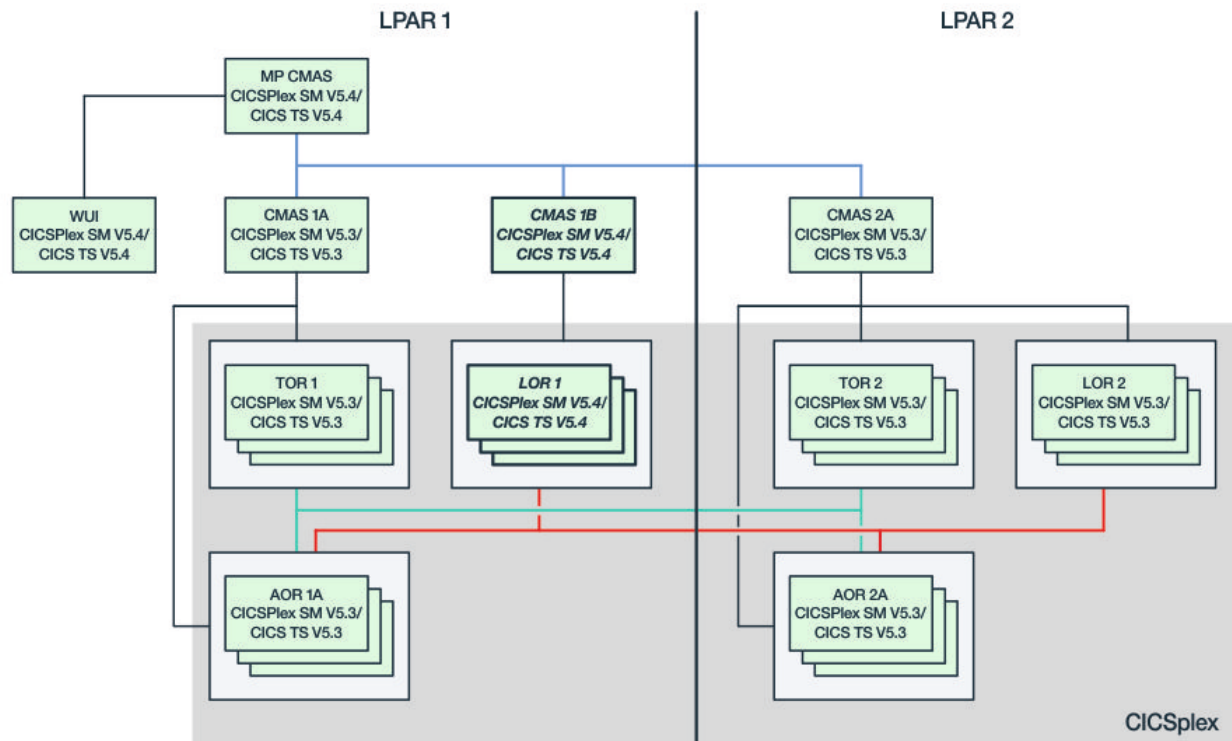 LPAR 1
LPAR 2
MP CMAS
CICSPlex SM V5.4/
CICS TS V5.4
WUI
CICSPlex SM V5.4/
CICS TS V5.4
CMAS 1A
CICSPlex SM V5.3/
CICS TS V5.3
CMAS 1B
CICSPlex SM V5.4/
CICS TS V5.4
CMAS 2A
CICSPlex SM V5.3/
CICS TS V5.3
TOR 1
CICSPlex SM V5.3/
CICS TS V5.3
LOR 1
CICSPlex SM V5.4/
CICS TS V5.4
TOR 2
CICSPlex SM V5.3/
CICS TS V5.3
LOR 2
CICSPlex SM V5.3/
CICS TS V5.3
AOR 1A
CICSPlex SM V5.3/
CICS TS V5.3
AOR 2A
CICSPlex SM V5.3/
CICS TS V5.3
CICSplex